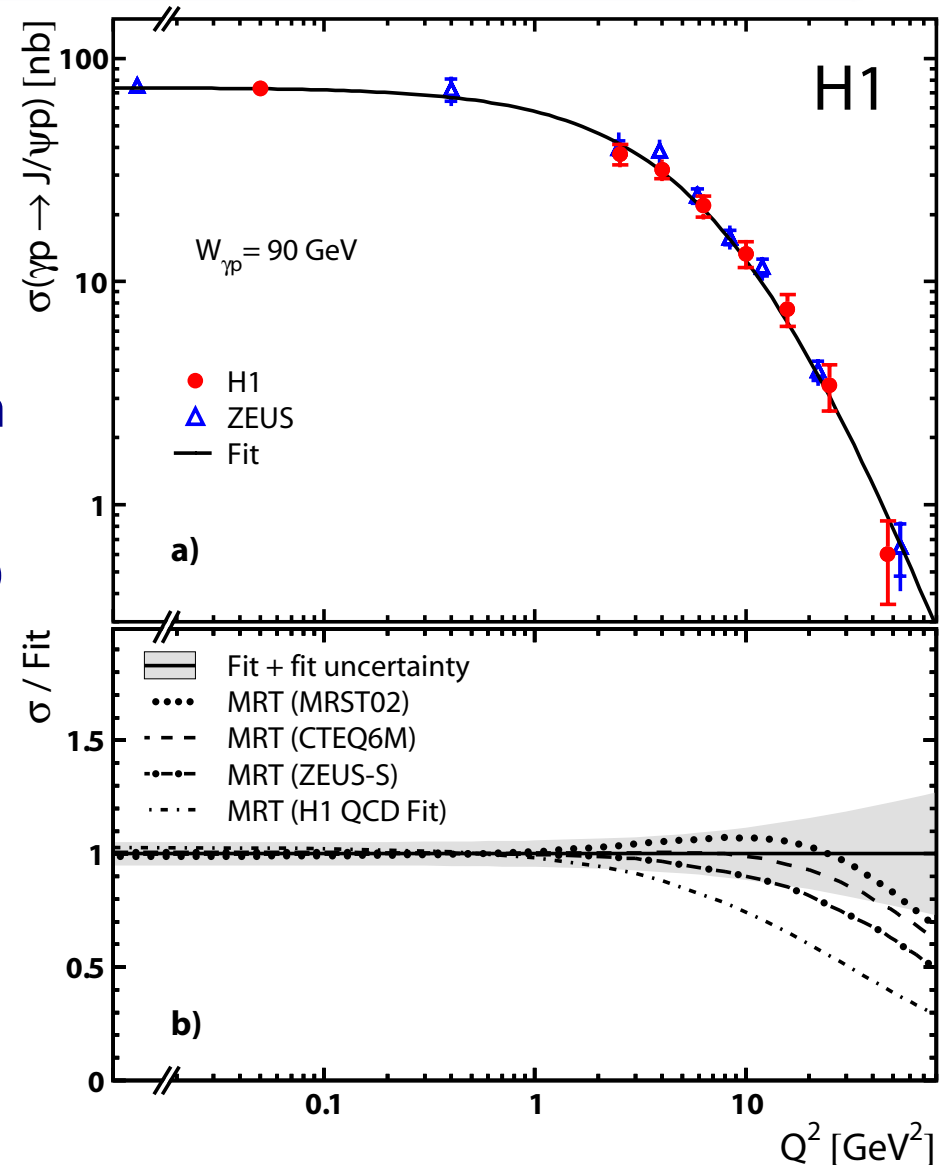 H1
σ(γp → J/ψp) [nb]
100
10
1
W_γp = 90 GeV
H1
ZEUS
Fit
a)
σ / Fit
1.5
1
0.5
0
Fit + fit uncertainty
MRT (MRST02)
MRT (CTEQ6M)
MRT (ZEUS-S)
MRT (H1 QCD Fit)
b)
0.1 1 10
Q² [GeV²]